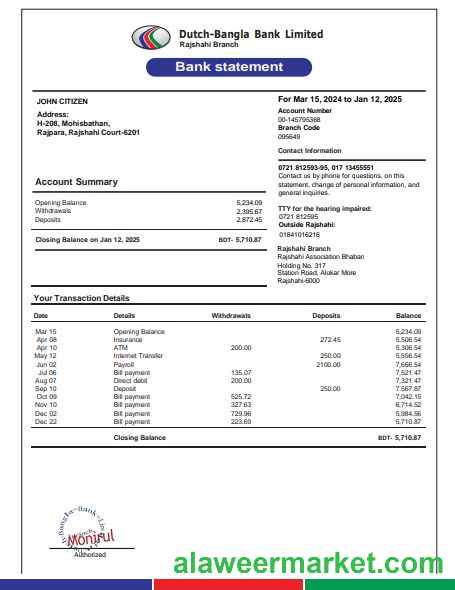 Dutch-Bangla Bank Limited
Rajshahi Branch
Bank statement
JOHN CITIZEN
Address:
H-208, Mohisbathan,
Rajpara, Rajshahi Court-6201
For Mar 15, 2024 to Jan 12, 2025
Account Number
00-145795368
Branch Code
095649
Contact Information
0721 812593-95, 017 13455551
Contact us by phone for questions, on this
statement, change of personal information, and
general inquiries.
TTY for the hearing impaired:
0721 812595
Outside Rajshahi:
01841016216
Rajshahi Branch
Rajshahi Association Bhaban
Holding No. 317
Station Road, Alokar More
Rajshahi-6000
Account Summary
Opening Balance 5,234.09
Withdrawals 2,395.67
Deposits 2,872.45
Closing Balance on Jan 12, 2025 BDT- 5,710.87
Your Transaction Details
Date Details Withdrawals Deposits Balance
Mar 15 Opening Balance 5,234.09
Apr 08 Insurance 272.45 5,506.54
Apr 10 ATM 200.00 5,306.54
May 12 Internet Transfer 250.00 5,556.54
Jun 02 Payroll 2100.00 7,656.54
Jul 06 Bill payment 135.07 7,521.47
Aug 07 Direct debit 200.00 7,321.47
Sep 10 Deposit 250.00 7,567.87
Oct 09 Bill payment 525.72 7,042.15
Nov 10 Bill payment 327.63 6,714.52
Dec 02 Bill payment 729.96 5,984.56
Dec 22 Bill payment 223.69 5,710.87
Closing Balance BDT- 5,710.87
Monirul
Authorized
alaweermarket.com